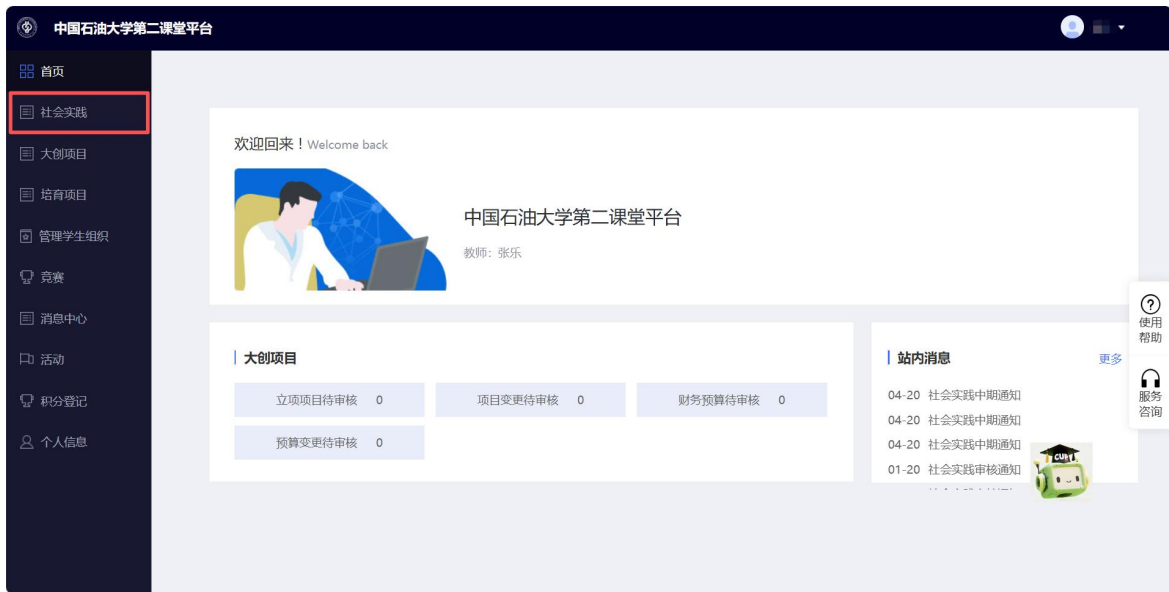 中国石油大学第二课堂平台
首页
社会实践
大创项目
培育项目
管理学生组织
竞赛
消息中心
活动
积分登记
个人信息
欢迎回来！Welcome back
中国石油大学第二课堂平台
教师：张乐
大创项目
立项项目待审核 0
项目变更待审核 0
财务预算待审核 0
预算变更待审核 0
站内消息 更多
04-20 社会实践中期通知
04-20 社会实践中期通知
04-20 社会实践中期通知
01-20 社会实践审核通知
使用
帮助
服务
咨询